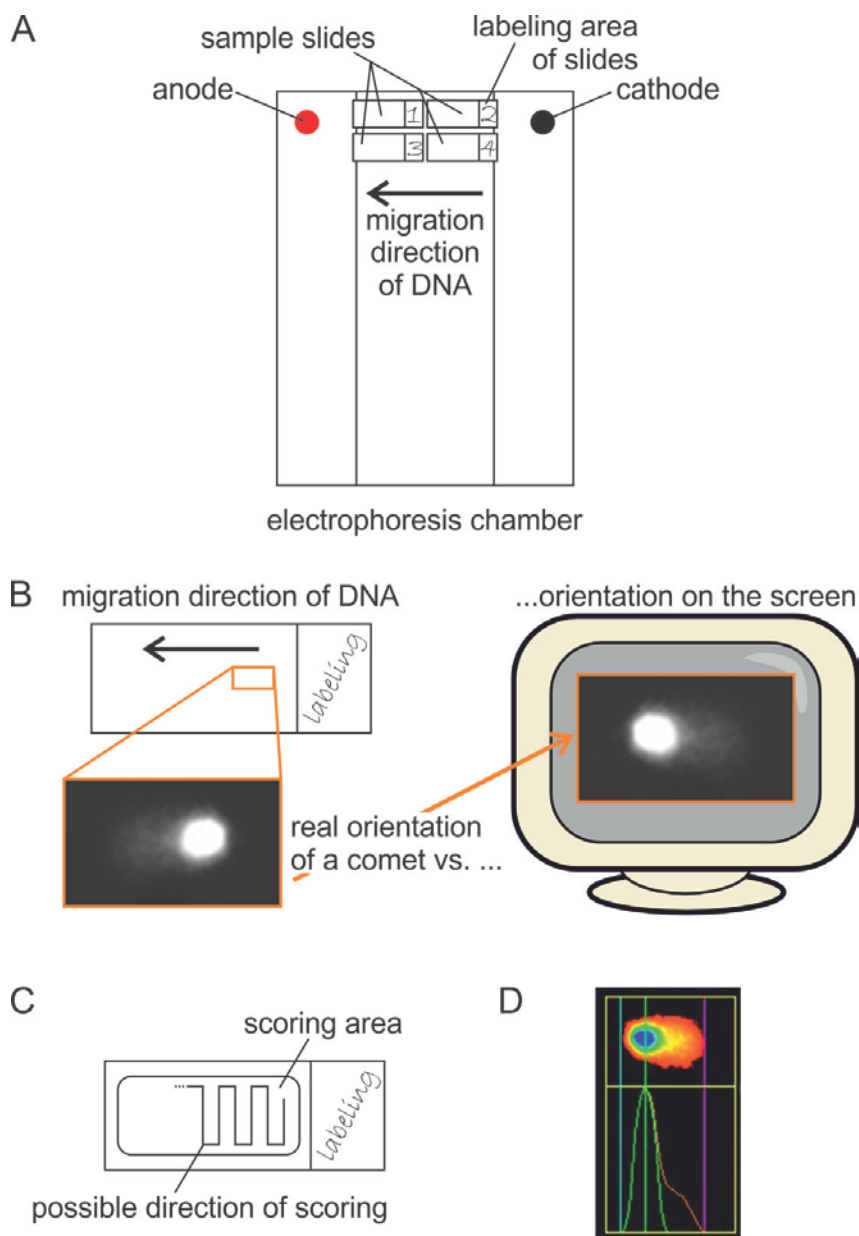 A
sample slides
labeling area
of slides
anode
cathode
1
2
3
4
migration
direction
of DNA
electrophoresis chamber
B
migration direction of DNA
...orientation on the screen
labeling
real orientation
of a comet vs. ...
C
scoring area
labeling
possible direction of scoring
D